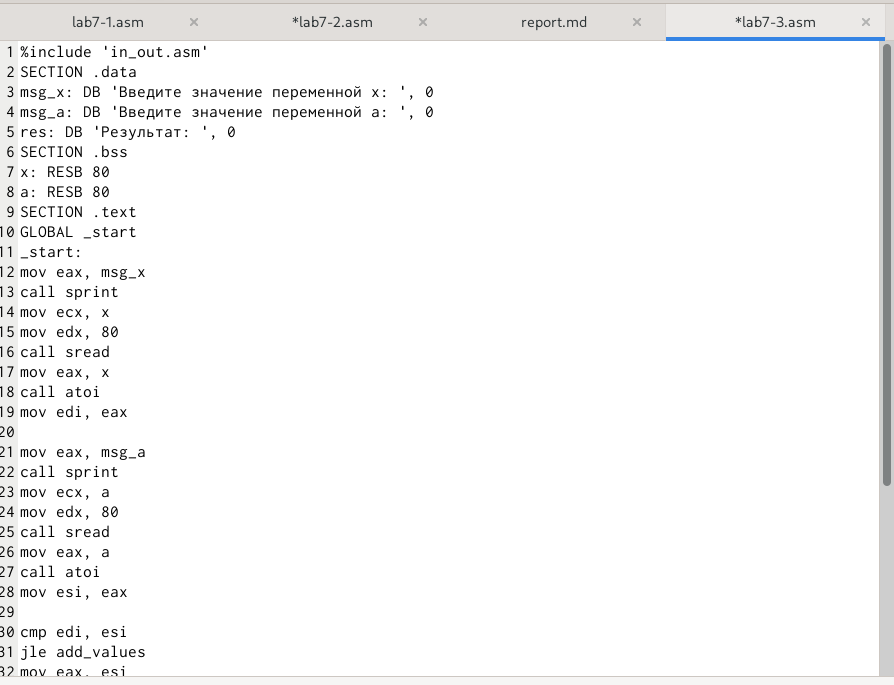 lab7-1.asm × *lab7-2.asm × report.md × *lab7-3.asm ×
1 %include 'in_out.asm'
2 SECTION .data
3 msg_x: DB 'Введите значение переменной x: ', 0
4 msg_a: DB 'Введите значение переменной a: ', 0
5 res: DB 'Результат: ', 0
6 SECTION .bss
7 x: RESB 80
8 a: RESB 80
9 SECTION .text
10 GLOBAL _start
11 _start:
12 mov eax, msg_x
13 call sprint
14 mov ecx, x
15 mov edx, 80
16 call sread
17 mov eax, x
18 call atoi
19 mov edi, eax
20
21 mov eax, msg_a
22 call sprint
23 mov ecx, a
24 mov edx, 80
25 call sread
26 mov eax, a
27 call atoi
28 mov esi, eax
29
30 cmp edi, esi
31 jle add_values
32 mov eax, esi